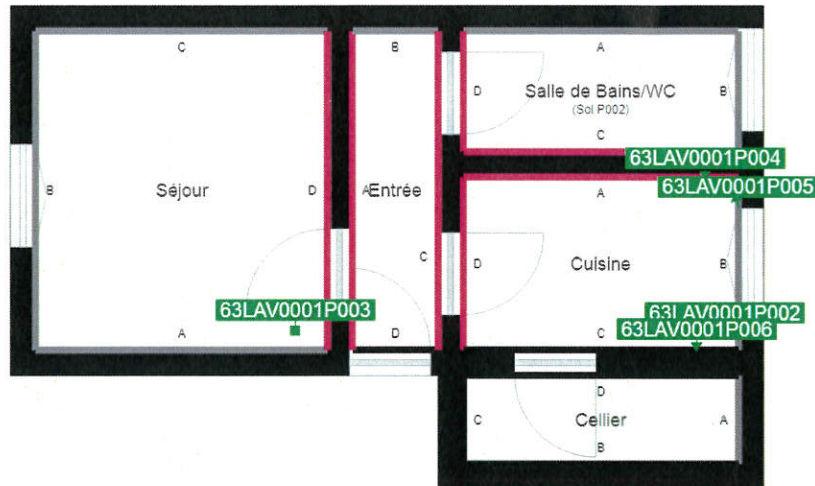 C
B
A
D
Salle de Bains/WC
B
(Sol P002)
C
63LAV0001P004
63LAV0001P005
B
Séjour
D
A
Entrée
A
C
D
Cuisine
B
63LAV0001P003
63LAV0001P002
63LAV0001P006
A
D
C
D
C
Cellier
A
B